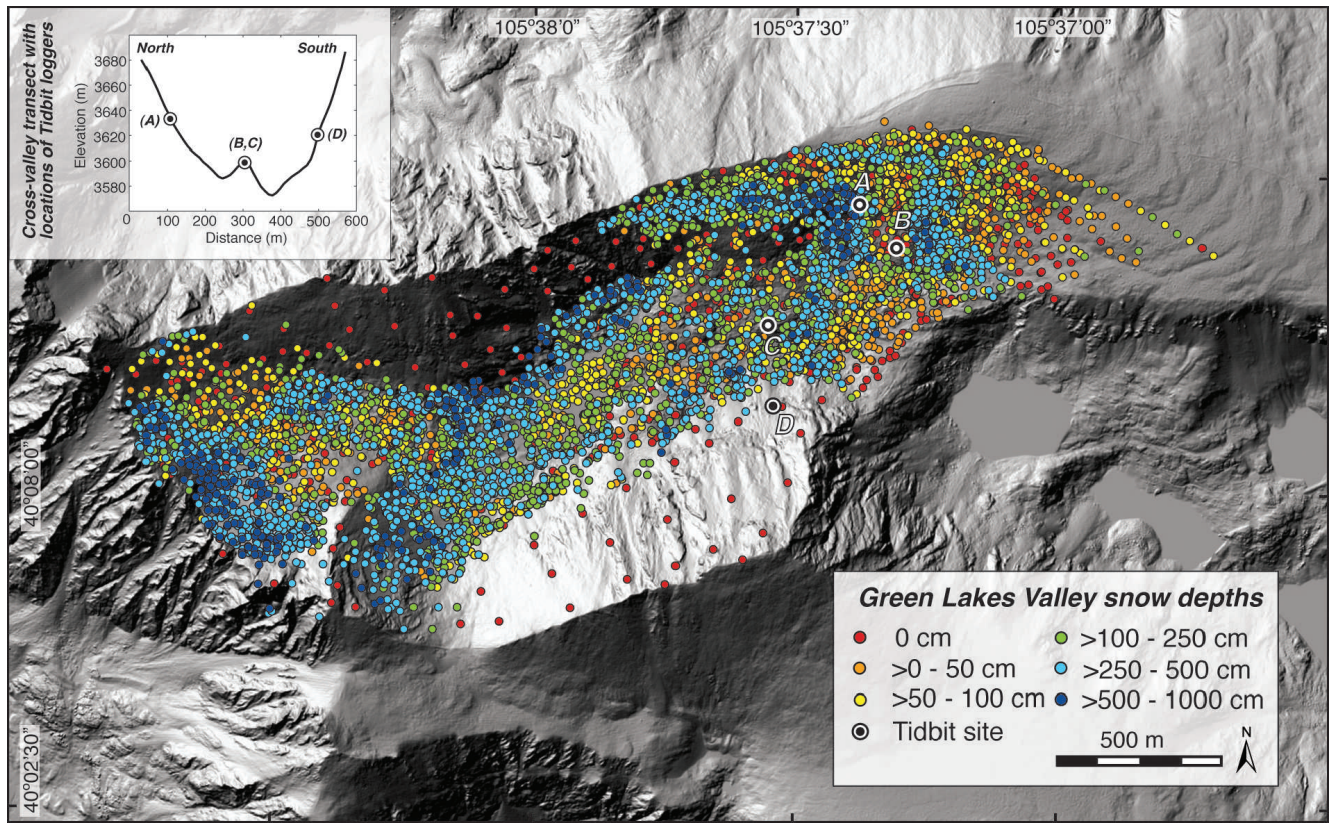 Cross-valley transect with
locations of Tidbit loggers
North
South
3680
3660
3640
3620
3600
3580
Elevation (m)
(A)
(B,C)
(D)
0
100
200
300
400
500
600
Distance (m)
105°38'0"
105°37'30"
105°37'00"
A
B
C
D
40°08'00"
40°02'30"
Green Lakes Valley snow depths
0 cm
>0 - 50 cm
>50 - 100 cm
>100 - 250 cm
>250 - 500 cm
>500 - 1000 cm
Tidbit site
500 m
N